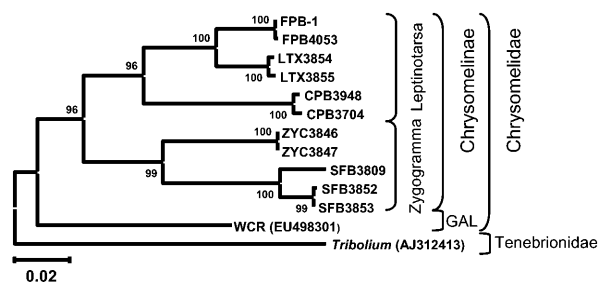 100
FPB-1
FPB4053
100
LTX3854
100
LTX3855
96
CPB3948
100
CPB3704
96
100
ZYC3846
ZYC3847
99
SFB3809
100
SFB3852
99
SFB3853
WCR (EU498301)
Tribolium (AJ312413)
0.02
Leptinotarsa
Zygogramma
Chrysomelinae
GAL
Chrysomelidae
Tenebrionidae